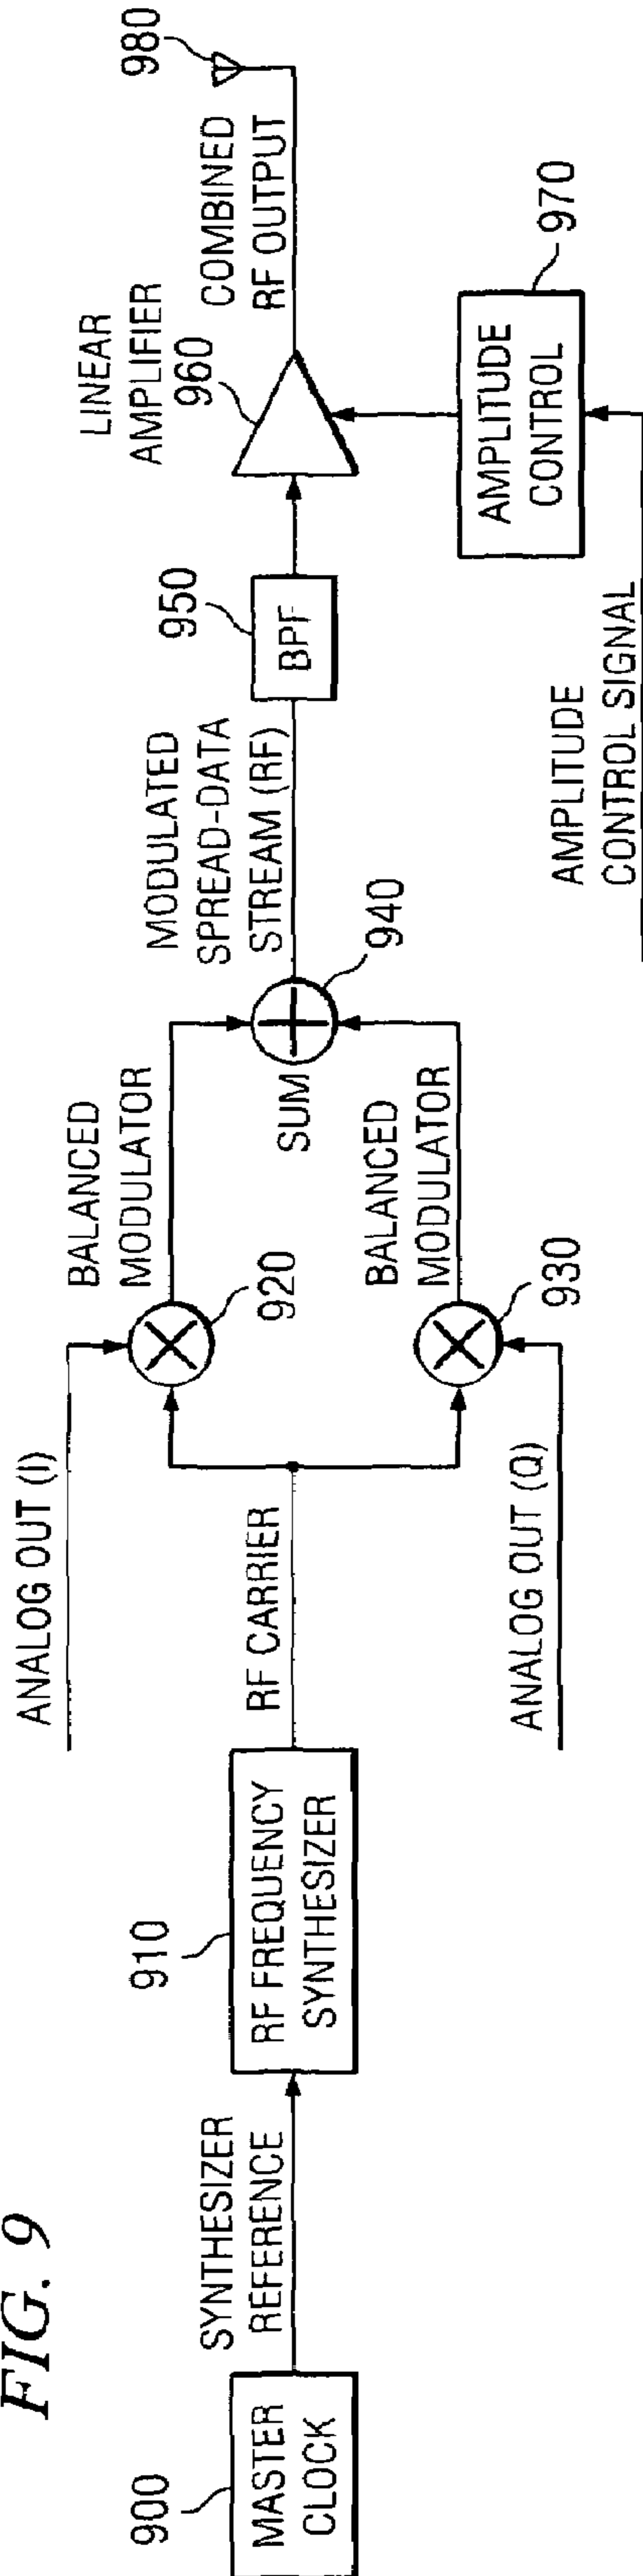 FIG. 9
900
MASTER
CLOCK
SYNTHESIZER
REFERENCE
910
RF FREQUENCY
SYNTHESIZER
RF CARRIER
ANALOG OUT (I)
ANALOG OUT (Q)
920
BALANCED
MODULATOR
930
BALANCED
MODULATOR
SUM
940
MODULATED
SPREAD-DATA
STREAM (RF)
950
BPF
LINEAR
AMPLIFIER
960
COMBINED
RF OUTPUT
980
AMPLITUDE
CONTROL
970
AMPLITUDE
CONTROL SIGNAL